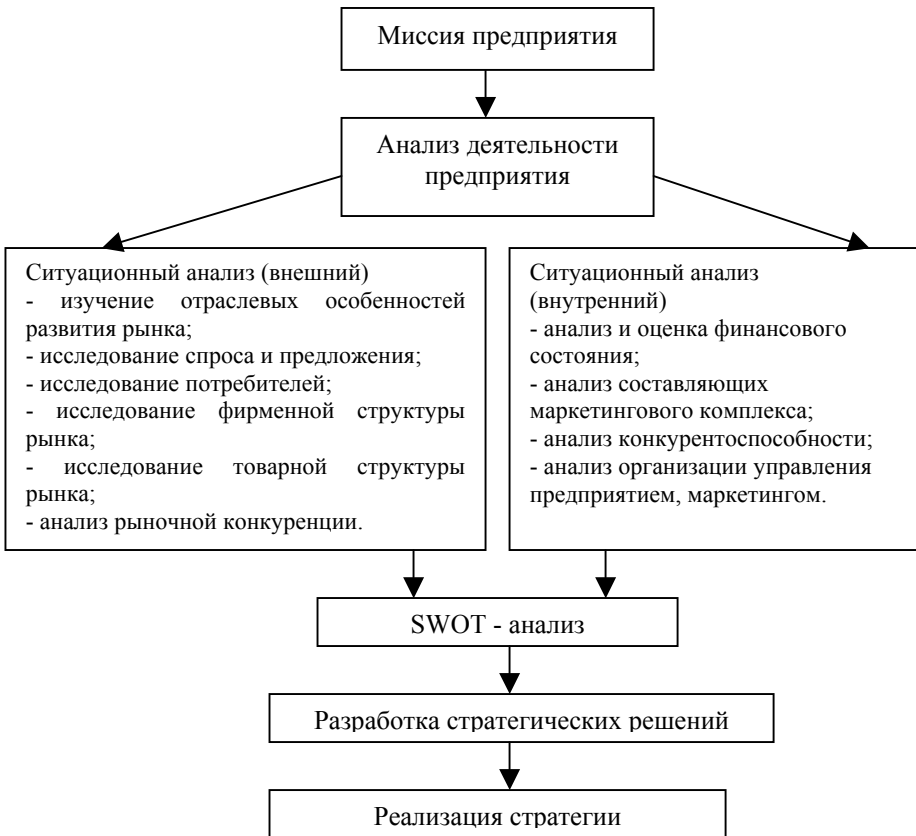 Миссия предприятия
Анализ деятельности
предприятия
Ситуационный анализ (внешний)
- изучение отраслевых особенностей
развития рынка;
- исследование спроса и предложения;
- исследование потребителей;
- исследование фирменной структуры
рынка;
- исследование товарной структуры
рынка;
- анализ рыночной конкуренции.
Ситуационный анализ
(внутренний)
- анализ и оценка финансового
состояния;
- анализ составляющих
маркетингового комплекса;
- анализ конкурентоспособности;
- анализ организации управления
предприятием, маркетингом.
SWOT - анализ
Разработка стратегических решений
Реализация стратегии